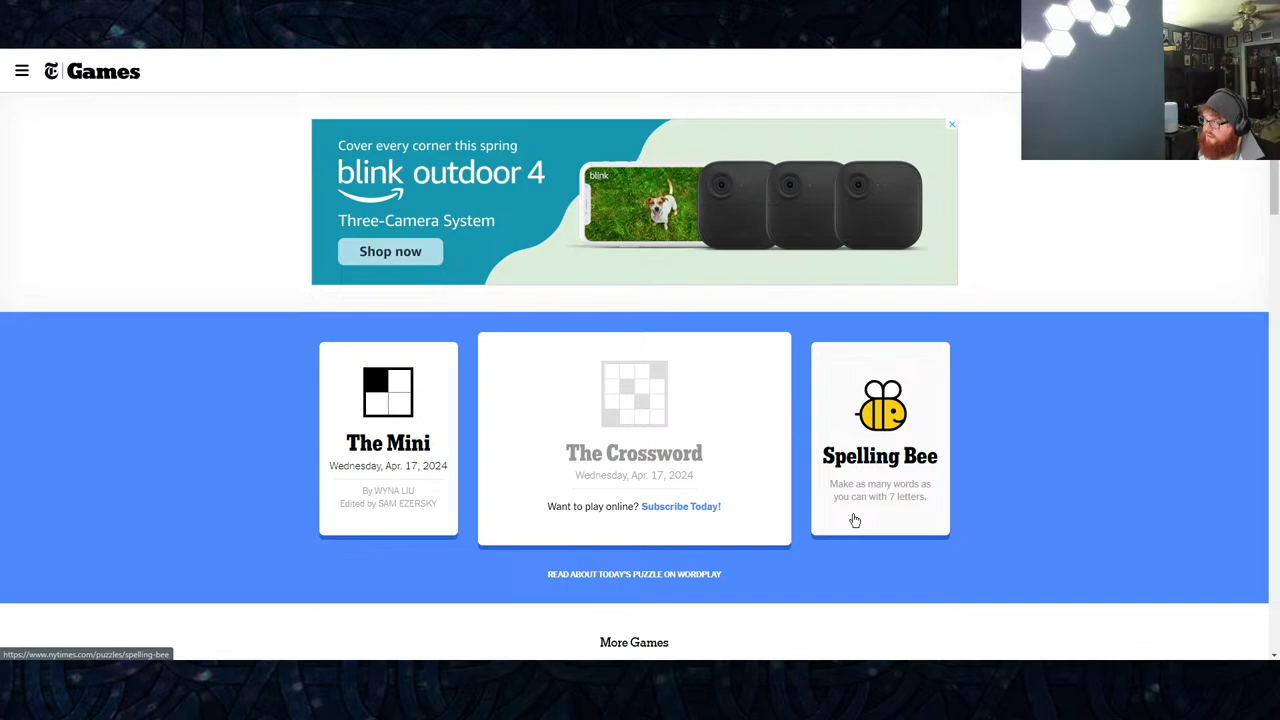 Games
Cover every corner this spring
blink outdoor 4
Three-Camera System
Shop now
blink
The Mini
Wednesday, Apr. 17, 2024
By WYNA LIU
Edited by SAM EZERSKY
The Crossword
Wednesday, Apr. 17, 2024
Want to play online? Subscribe Today!
Spelling Bee
Make as many words as
you can with 7 letters.
READ ABOUT TODAY'S PUZZLE ON WORDPLAY
More Games
https://www.nytimes.com/puzzles/spelling-bee